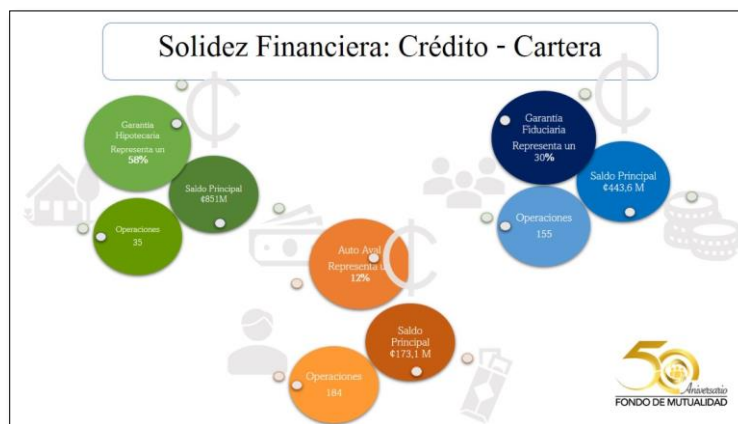 Solidez Financiera: Crédito - Cartera
Garantía
Hipotecaria
Representa un
58%
Saldo Principal
₡851M
Operaciones
35
Auto Aval
Representa u
12%
Saldo
Principal
₡173,1 M
Operaciones
184
Garantía
Fiduciaria
Representa un
30%
Saldo Principal
₡443,6 M
Operaciones
155
50
Aniversario
FONDO DE MUTUALIDAD